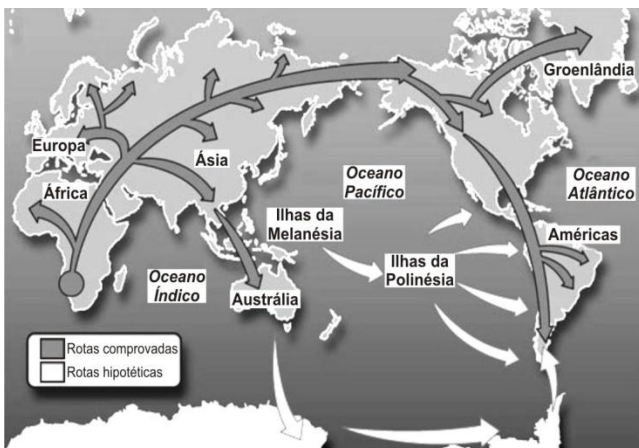 Groenlândia
Europa
Ásia
África
Oceano
Pacífico
Oceano
Atlântico
Ilhas da
Melanésia
Américas
Ilhas da
Polinésia
Oceano
Índico
Austrália
Rotas comprovadas
Rotas hipotéticas